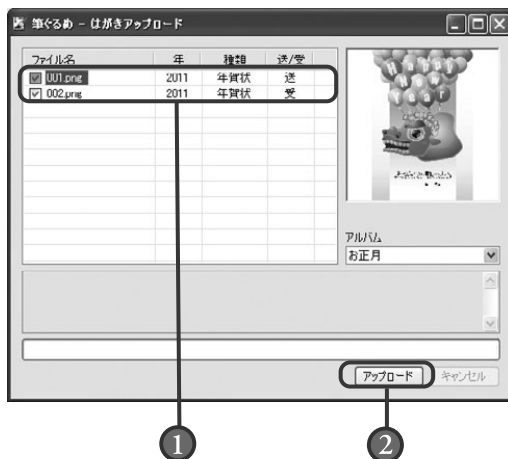 筆ぐるめ - はがきアップロード
ファイル名 年 種類 送/受
001.png 2011 年賀状 送
002.png 2011 年賀状 受
Happy
New
Year
アルバム
お正月
アップロード キャンセル
1 2